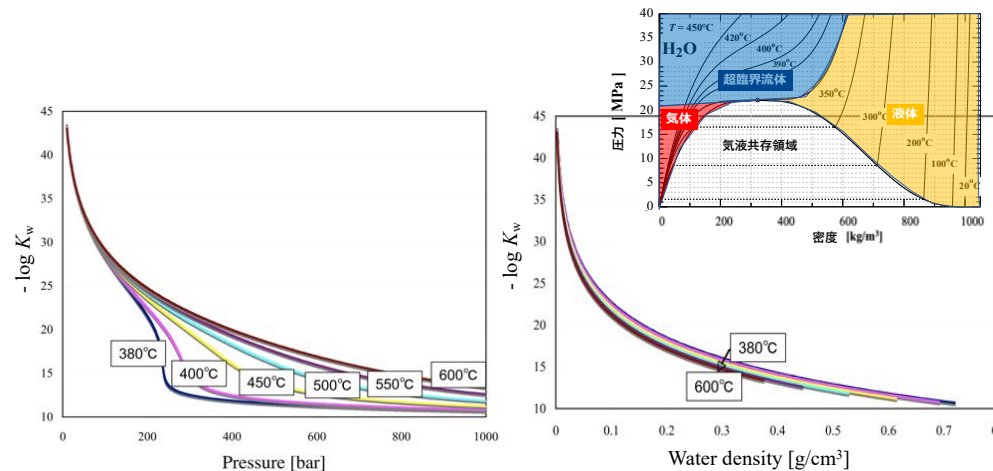 45
40
35
30
25
20
15
10
- log Kw
380℃
400℃
450℃
500℃
550℃
600℃
0
200
400
600
800
1000
Pressure [bar]
45
40
35
30
25
20
15
10
- log Kw
380℃
600℃
0
0.1
0.2
0.3
0.4
0.5
0.6
0.7
Water density [g/cm³]
40
35
30
25
20
15
10
5
0
圧力 [ MPa]
T = 450°C
420°C
400°C
390°C
H₂O
超臨界流体
350°C
気体
300°C
液体
気液共存領域
200°C
100°C
20°C
0
200
400
600
800
1000
密度 [kg/m³]